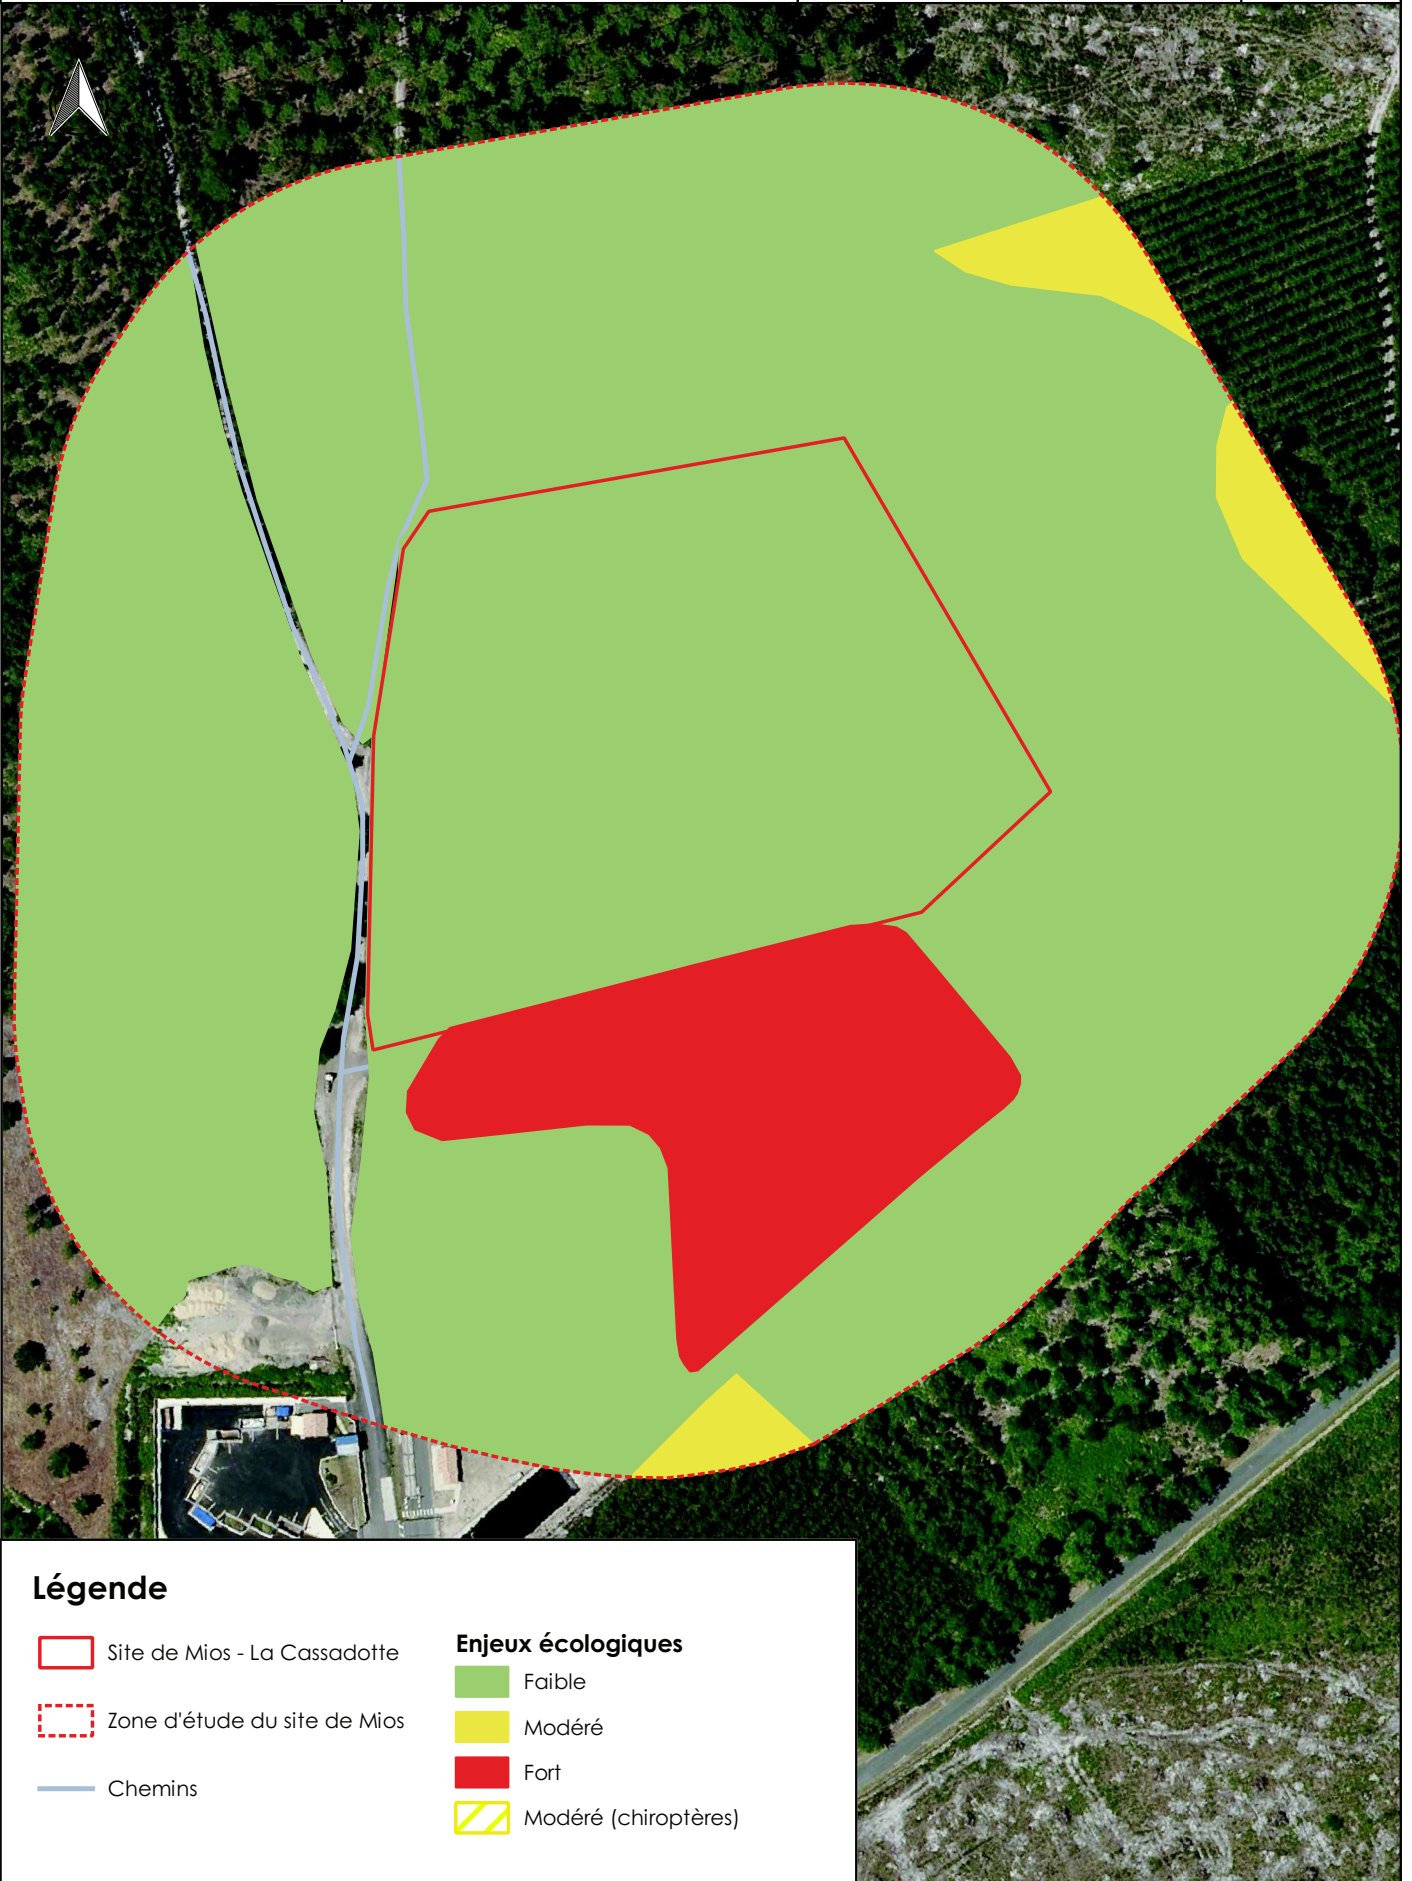 Légende
Site de Mios - La Cassadotte
Zone d'étude du site de Mios
Chemins
Enjeux écologiques
Faible
Modéré
Fort
Modéré (chiroptères)